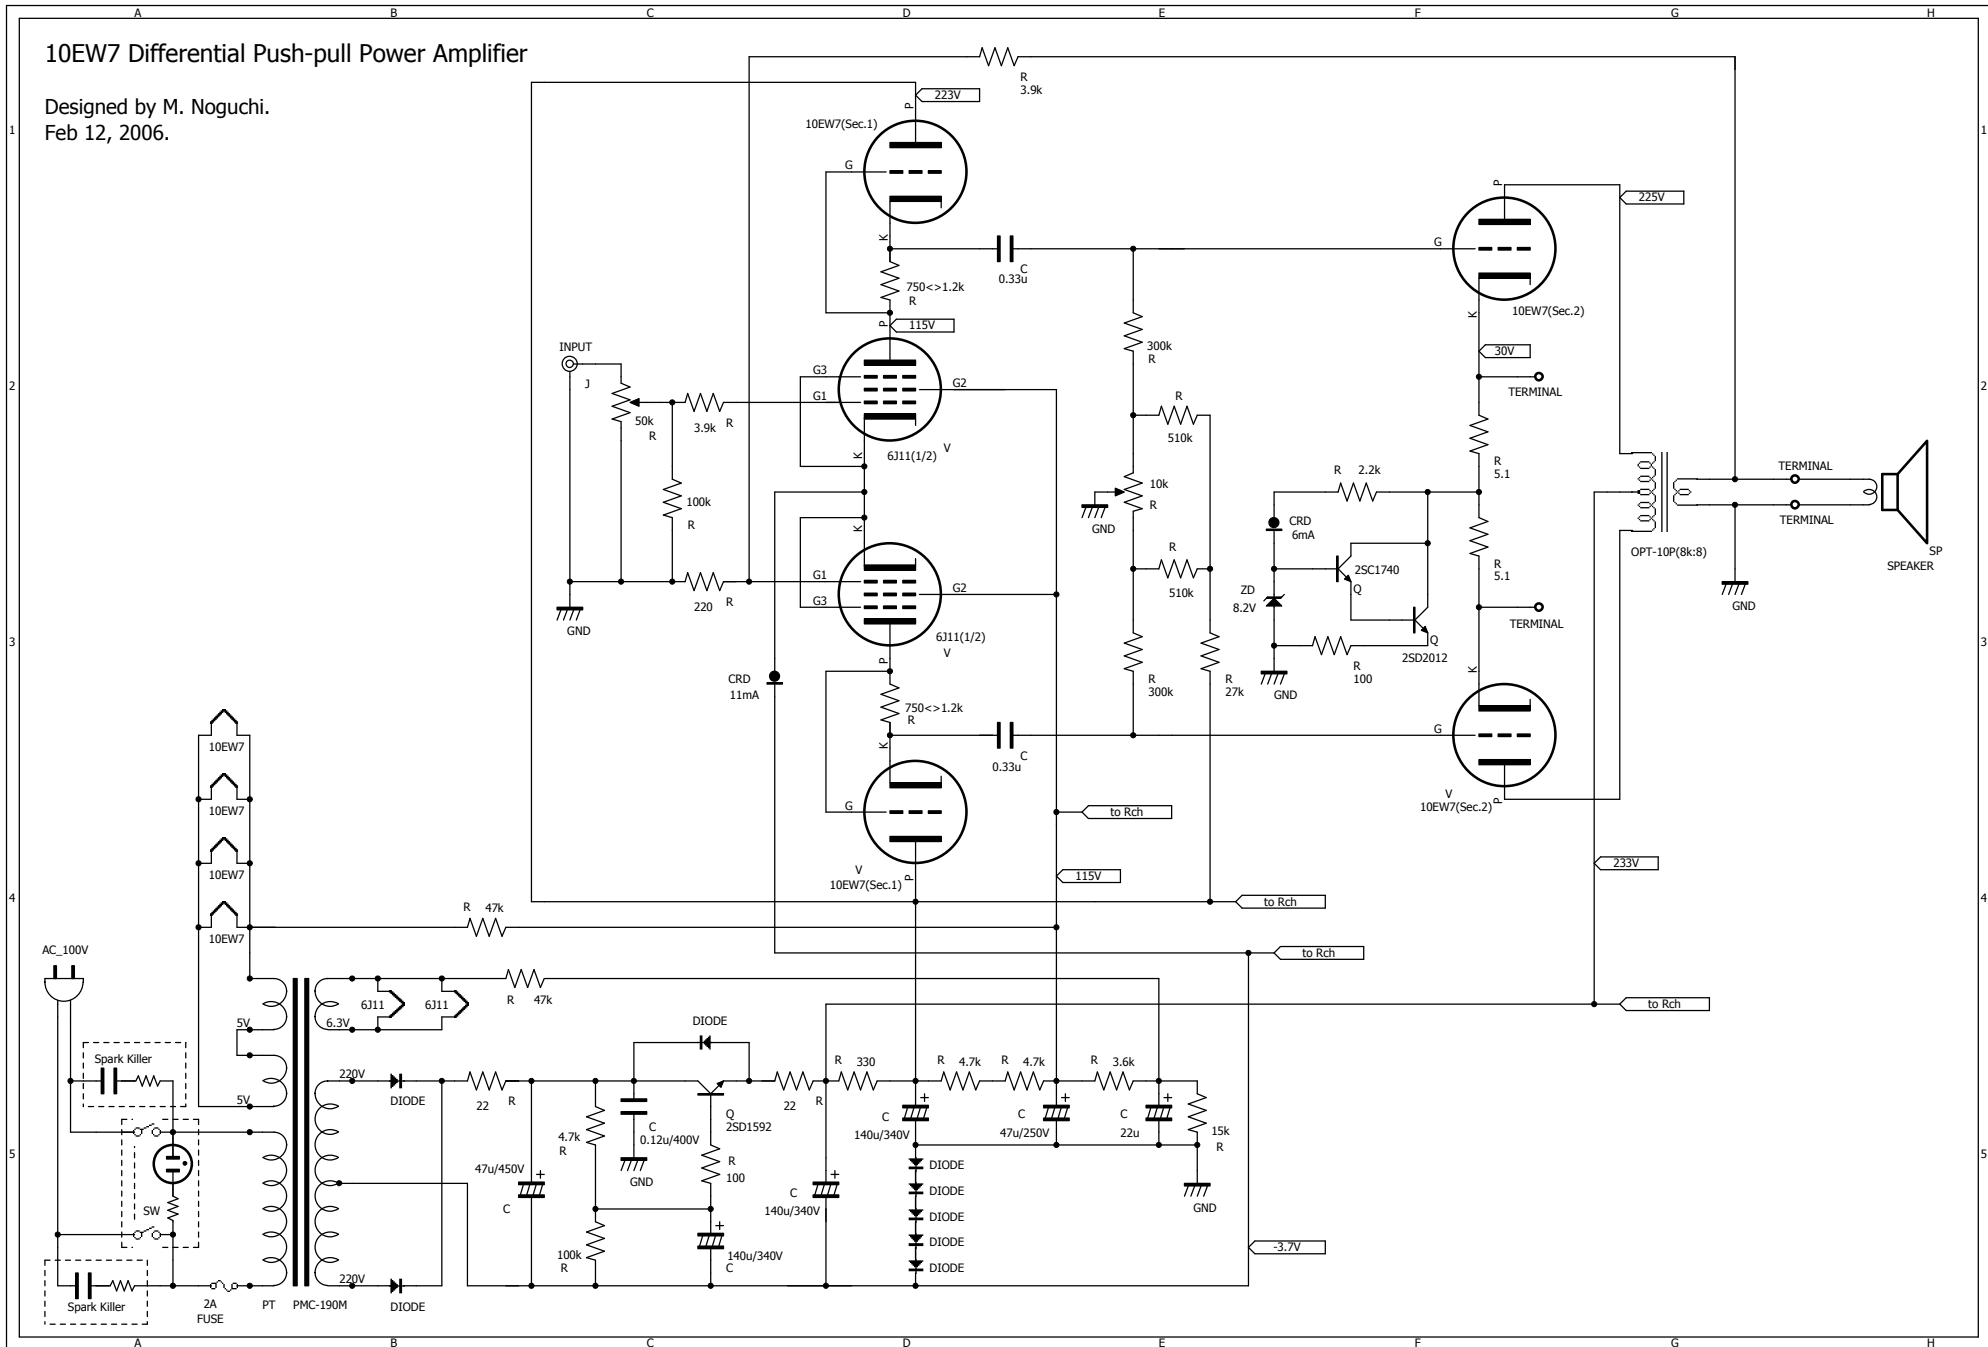 A B C D E F G H
10EW7 Differential Push-pull Power Amplifier
Designed by M. Noguchi.
Feb 12, 2006.
R
3.9k
P
223V
1
10EW7(Sec.1)
1
G
P
225V
K
G
C
0.33u
750<>1.2k
R
10EW7(Sec.2)
K
P
115V
INPUT
300k
R
30V
J
G3
G2
2
G1
TERMINAL
2
50k
R
3.9k
R
R
510k
6J11(1/2)
V
K
R
5.1
TERMINAL
R
2.2k
10k
R
100k
R
K
GND
CRD
6mA
TERMINAL
OPT-10P(8k:8)
SP
SPEAKER
R
510k
R
5.1
G1
2SC1740
Q
G2
220
R
G3
ZD
8.2V
GND
GND
TERMINAL
3
6J11(1/2)
V
Q
2SD2012
3
P
K
CRD
11mA
R
300k
R
27k
R
100
GND
750<>1.2k
R
G
K
C
0.33u
10EW7
V
10EW7(Sec.2)
P
G
to Rch
10EW7
V
10EW7(Sec.1)
P
10EW7
115V
233V
4
R
47k
to Rch
4
10EW7
AC_100V
to Rch
6J11
6J11
R
47k
to Rch
5V
6.3V
DIODE
Spark Killer
220V
R
330
R
4.7k
R
4.7k
R
3.6k
5V
DIODE
22
R
22
R
C
0.12u/400V
Q
2SD1592
C
140u/340V
+
C
47u/250V
+
C
22u
+
15k
R
4.7k
R
5
5
47u/450V
+
C
GND
R
100
DIODE
C
140u/340V
+
DIODE
GND
SW
DIODE
100k
R
+
140u/340V
C
DIODE
-3.7V
DIODE
220V
Spark Killer
2A
FUSE
PT
PMC-190M
DIODE
A B C D E F G H